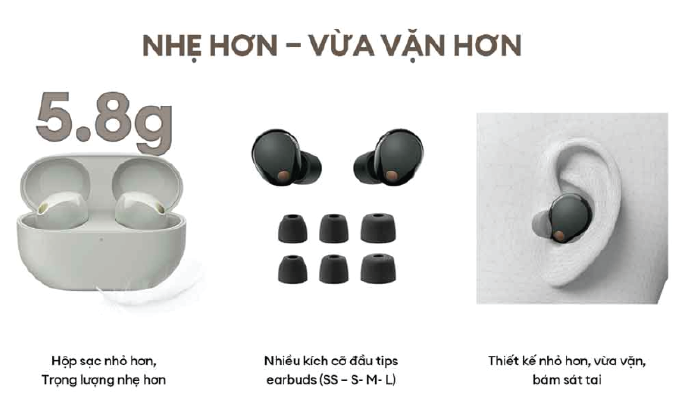 NHẸ HƠN – VỪA VẶN HƠN
5.8g
Hộp sạc nhỏ hơn,
Trọng lượng nhẹ hơn
Nhiều kích cỡ đầu tips
earbuds (SS – S- M- L)
Thiết kế nhỏ hơn, vừa vặn,
bám sát tai